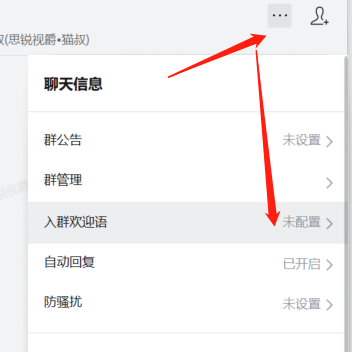 (思锐视爵•猫叔)
聊天信息
群公告 未设置
群管理
入群欢迎语 未配置
自动回复 已开启
防骚扰 未设置